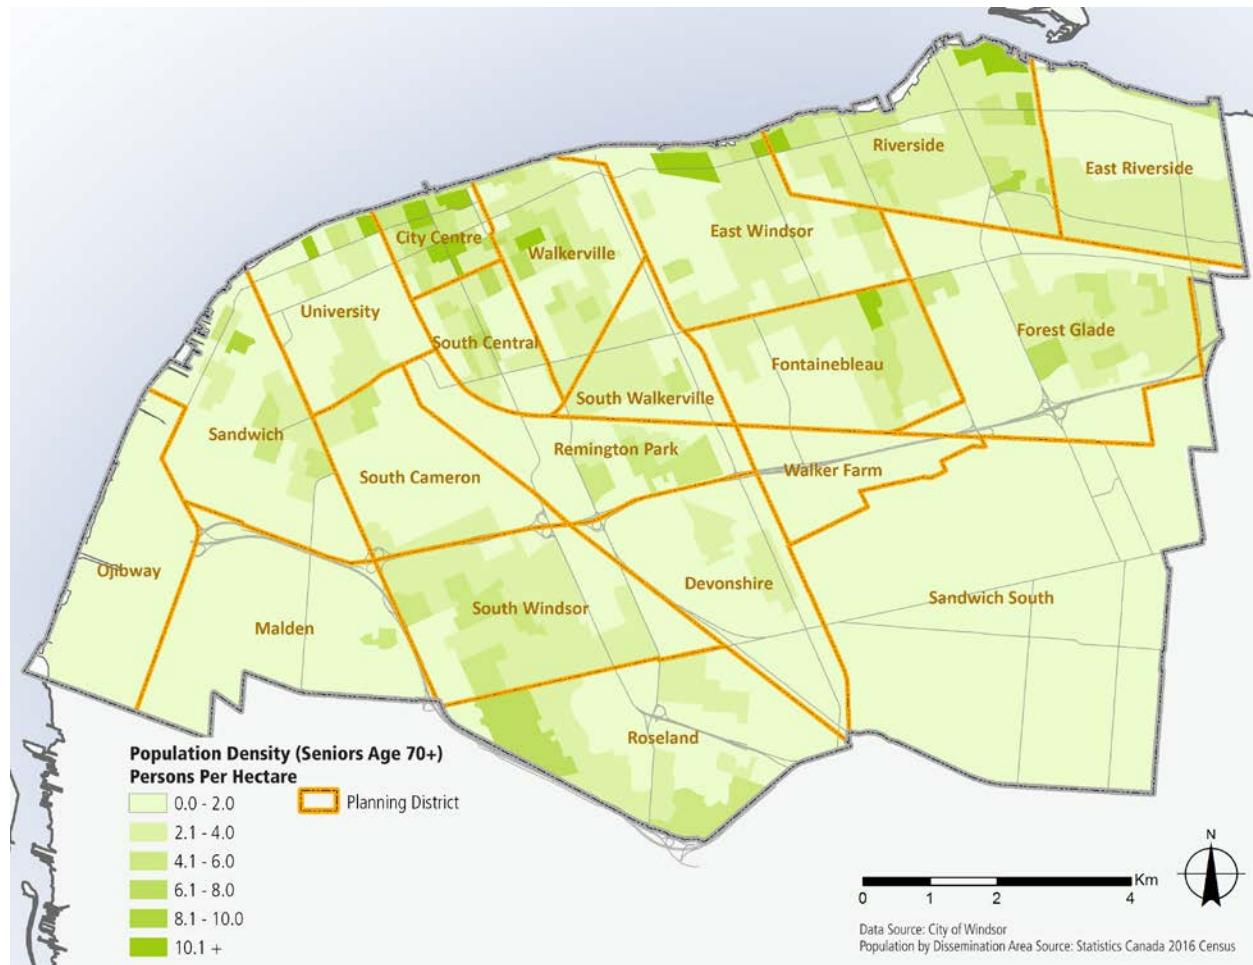 Riverside
East Riverside
City Centre
East Windsor
Walkerville
University
South Central
Forest Glade
Fontainebleau
South Walkerville
Sandwich
Remington Park
South Cameron
Walker Farm
Ojibway
Devonshire
Sandwich South
South Windsor
Malden
Roseland
Population Density (Seniors Age 70+)
Persons Per Hectare
0.0 - 2.0
Planning District
2.1 - 4.0
4.1 - 6.0
6.1 - 8.0
8.1 - 10.0
10.1 +
N
Km
0 1 2 4
Data Source: City of Windsor
Population by Dissemination Area Source: Statistics Canada 2016 Census